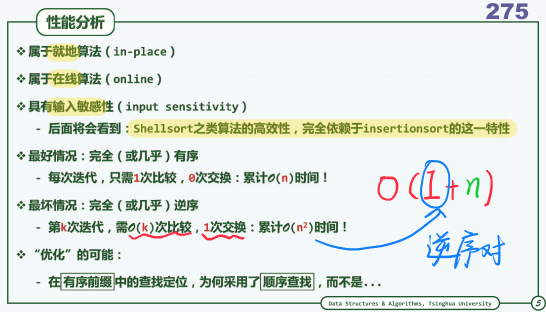 275
性能分析
❖ 属于就地算法 (in-place)
❖ 属于在线算法 (online)
❖ 具有输入敏感性 (input sensitivity)
- 后面将会看到：Shellsort之类算法的高效性，完全依赖于insertionsort的这一特性
❖ 最好情况：完全（或几乎）有序
- 每次迭代，只需1次比较，0次交换：累计O(n)时间！
❖ 最坏情况：完全（或几乎）逆序
- 第k次迭代，需O(k)次比较，1次交换：累计O(n²)时间！
❖ “优化”的可能：
- 在有序前缀中的查找定位，为何采用了顺序查找，而不是...
O(I+n)
逆序对
Data Structures & Algorithms, Tsinghua University
5